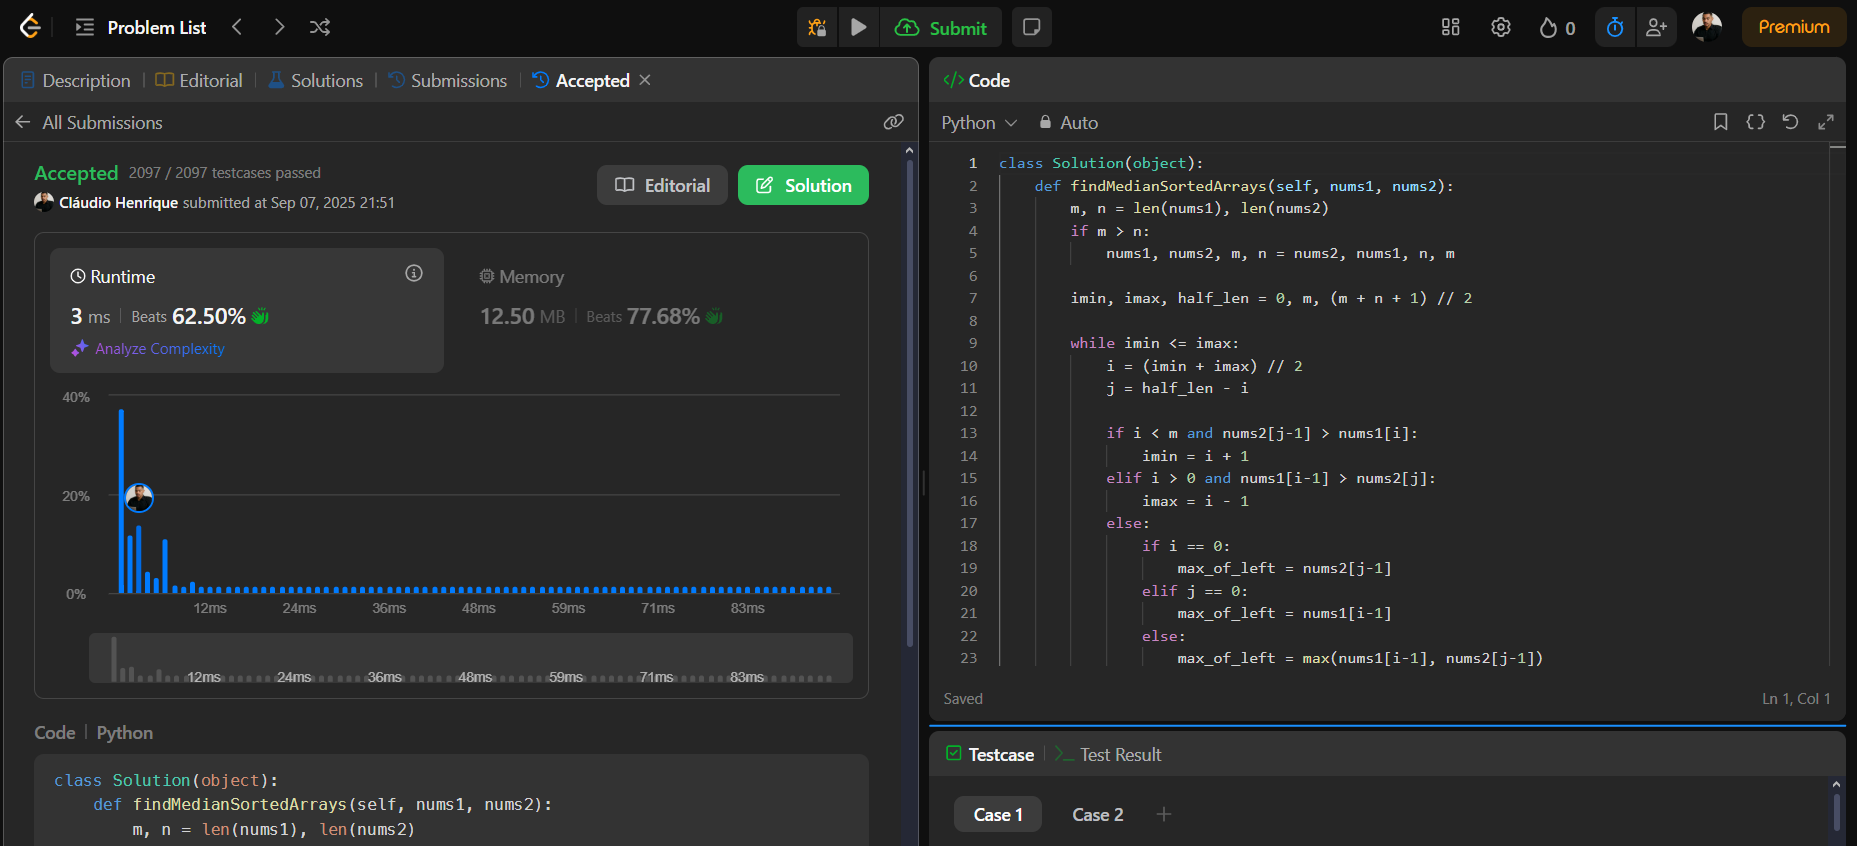 Problem List
Submit
0
Premium
Description
Editorial
Solutions
Submissions
Accepted
All Submissions
Accepted 2097 / 2097 testcases passed
Cláudio Henrique submitted at Sep 07, 2025 21:51
Editorial
Solution
Runtime
3 ms Beats 62.50%
Analyze Complexity
Memory
12.50 MB Beats 77.68%
40%
20%
0%
12ms 24ms 36ms 48ms 59ms 71ms 83ms
12ms 24ms 36ms 48ms 59ms 71ms 83ms
Code Python
class Solution(object):
    def findMedianSortedArrays(self, nums1, nums2):
        m, n = len(nums1), len(nums2)
</> Code
Python
Auto
1 class Solution(object):
2     def findMedianSortedArrays(self, nums1, nums2):
3         m, n = len(nums1), len(nums2)
4         if m > n:
5             nums1, nums2, m, n = nums2, nums1, n, m
6
7         imin, imax, half_len = 0, m, (m + n + 1) // 2
8
9         while imin <= imax:
10             i = (imin + imax) // 2
11             j = half_len - i
12
13             if i < m and nums2[j-1] > nums1[i]:
14                 imin = i + 1
15             elif i > 0 and nums1[i-1] > nums2[j]:
16                 imax = i - 1
17             else:
18                 if i == 0:
19                     max_of_left = nums2[j-1]
20                 elif j == 0:
21                     max_of_left = nums1[i-1]
22                 else:
23                     max_of_left = max(nums1[i-1], nums2[j-1])
Saved
Ln 1, Col 1
Testcase
Test Result
Case 1
Case 2